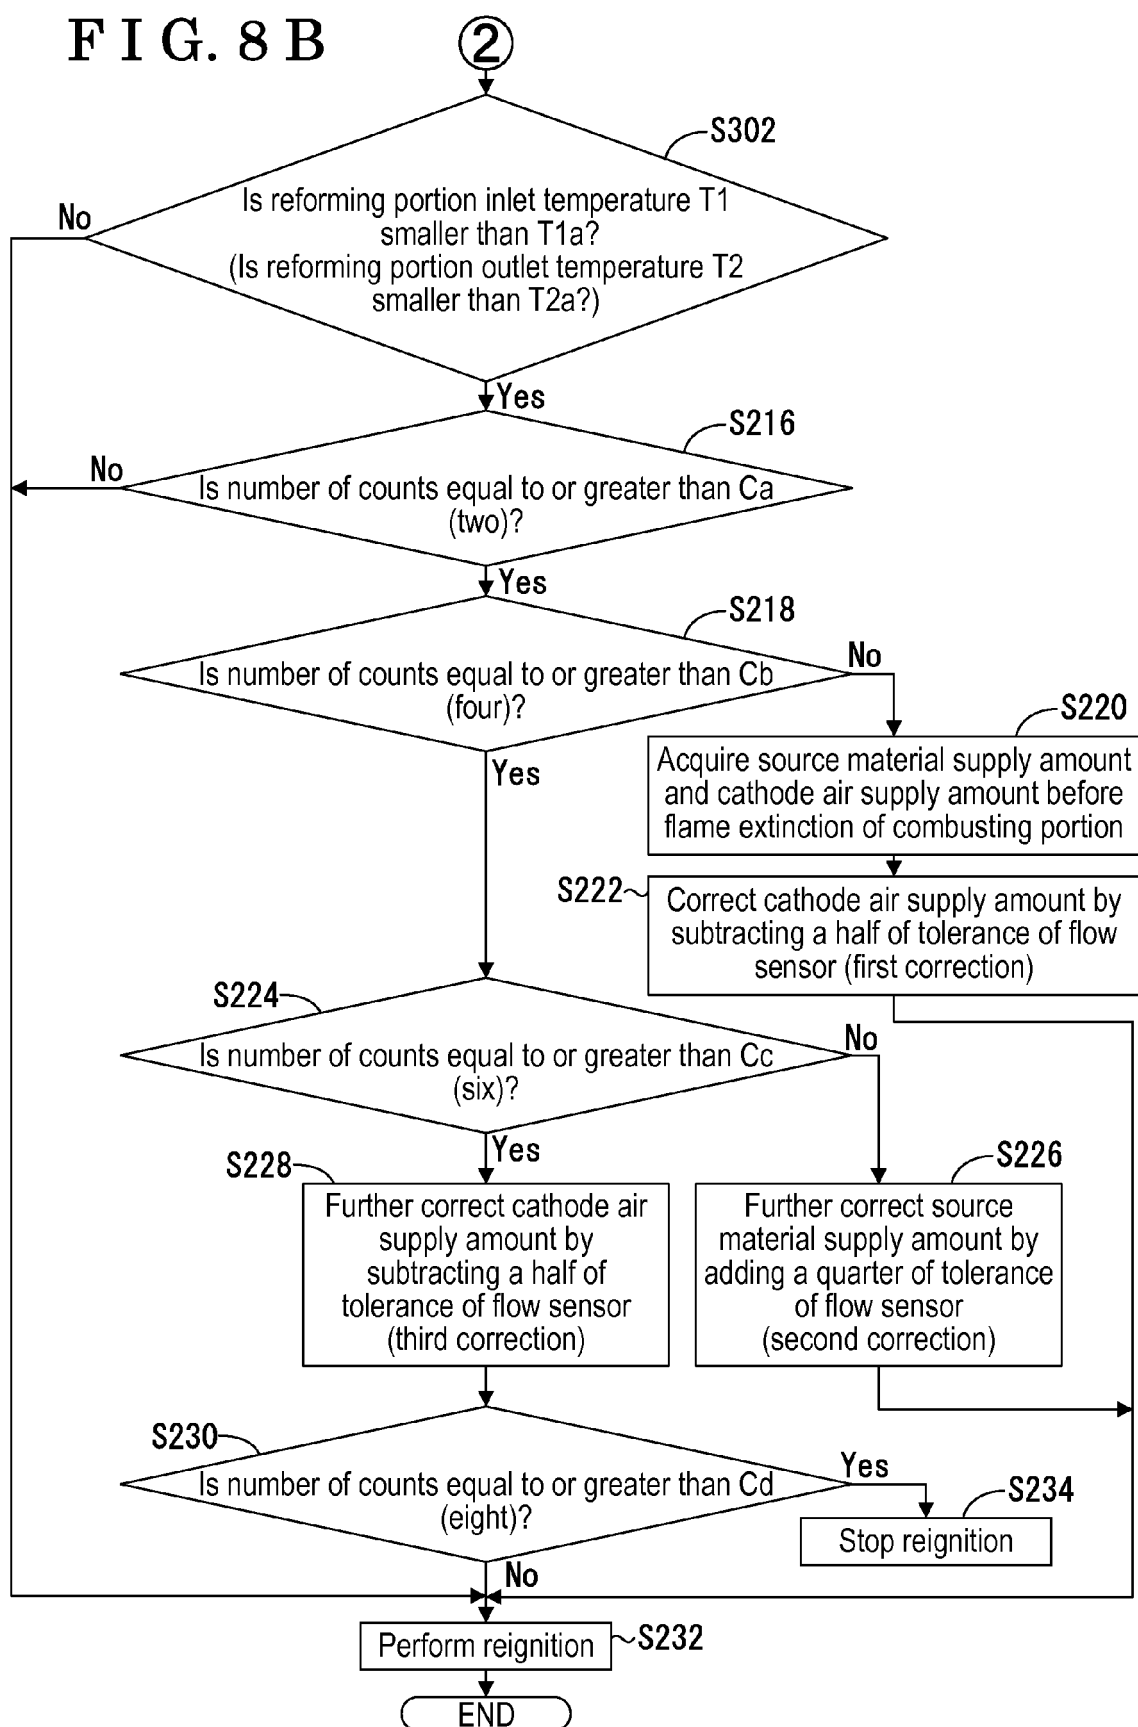 FIG. 8B
2
S302
Is reforming portion inlet temperature T1
smaller than T1a?
(Is reforming portion outlet temperature T2
smaller than T2a?)
No
Yes
S216
Is number of counts equal to or greater than Ca
(two)?
No
Yes
S218
Is number of counts equal to or greater than Cb
(four)?
No
Yes
S220
Acquire source material supply amount
and cathode air supply amount before
flame extinction of combusting portion
S222
Correct cathode air supply amount by
subtracting a half of tolerance of flow
sensor (first correction)
S224
Is number of counts equal to or greater than Cc
(six)?
No
Yes
S228
Further correct cathode air
supply amount by
subtracting a half of
tolerance of flow sensor
(third correction)
S226
Further correct source
material supply amount by
adding a quarter of tolerance
of flow sensor
(second correction)
S230
Is number of counts equal to or greater than Cd
(eight)?
Yes
S234
Stop reignition
No
Perform reignition
S232
END